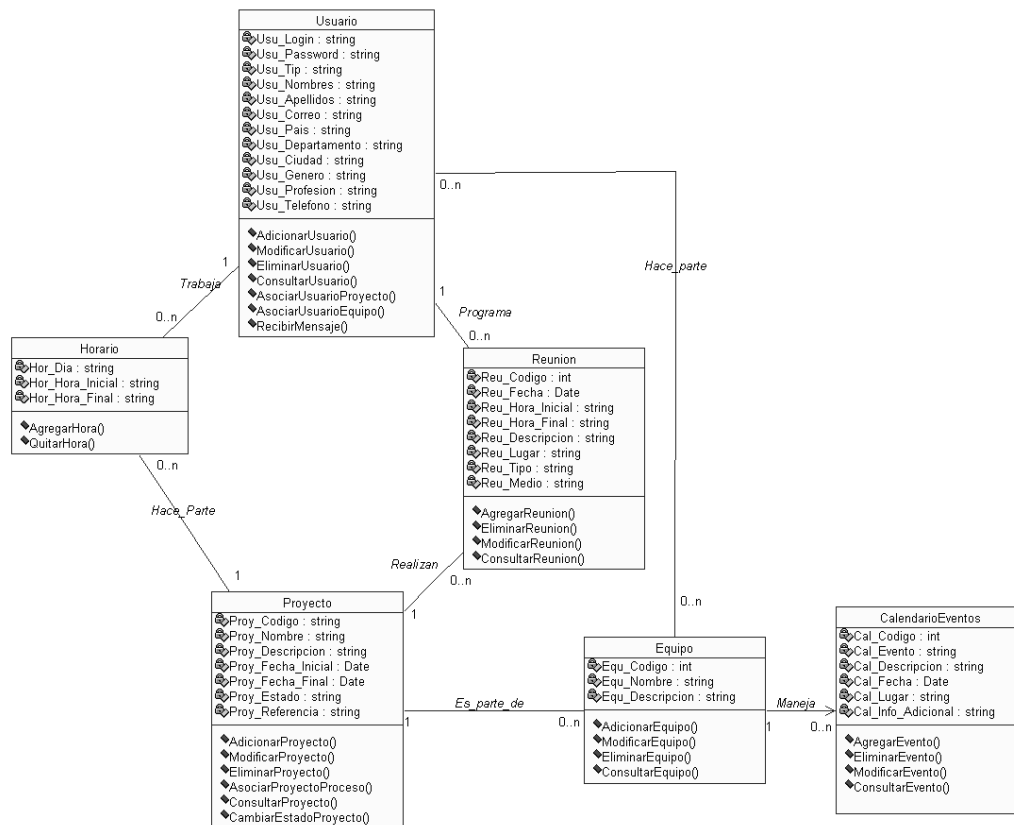 Usuario
Usu_Login : string
Usu_Password : string
Usu_Tip : string
Usu_Nombres : string
Usu_Apellidos : string
Usu_Correo : string
Usu_Pais : string
Usu_Departamento : string
Usu_Ciudad : string
Usu_Genero : string
Usu_Profesion : string
Usu_Telefono : string
AdicionarUsuario()
ModificarUsuario()
EliminarUsuario()
ConsultarUsuario()
AsociarUsuarioProyecto()
AsociarUsuarioEquipo()
RecibirMensaje()
0..n
Hace_parte
0..n
1
Trabaja
0..n
1
Programa
0..n
Horario
Hor_Dia : string
Hor_Hora_Inicial : string
Hor_Hora_Final : string
AgregarHora()
QuitarHora()
0..n
Hace_Parte
1
Reunion
Reu_Codigo : int
Reu_Fecha : Date
Reu_Hora_Inicial : string
Reu_Hora_Final : string
Reu_Descripcion : string
Reu_Lugar : string
Reu_Tipo : string
Reu_Medio : string
AgregarReunion()
EliminarReunion()
ModificarReunion()
ConsultarReunion()
Realizan
0..n
1
Proyecto
Proy_Codigo : string
Proy_Nombre : string
Proy_Descripcion : string
Proy_Fecha_Inicial : Date
Proy_Fecha_Final : Date
Proy_Estado : string
Proy_Referencia : string
AdicionarProyecto()
ModificarProyecto()
EliminarProyecto()
AsociarProyectoProceso()
ConsultarProyecto()
CambiarEstadoProyecto()
Es_parte_de
1
0..n
Equipo
Equ_Codigo : int
Equ_Nombre : string
Equ_Descripcion : string
AdicionarEquipo()
ModificarEquipo()
EliminarEquipo()
ConsultarEquipo()
Maneja
1
0..n
CalendarioEventos
Cal_Codigo : int
Cal_Evento : string
Cal_Descripcion : string
Cal_Fecha : Date
Cal_Lugar : string
Cal_Info_Adicional : string
AgregarEvento()
EliminarEvento()
ModificarEvento()
ConsultarEvento()